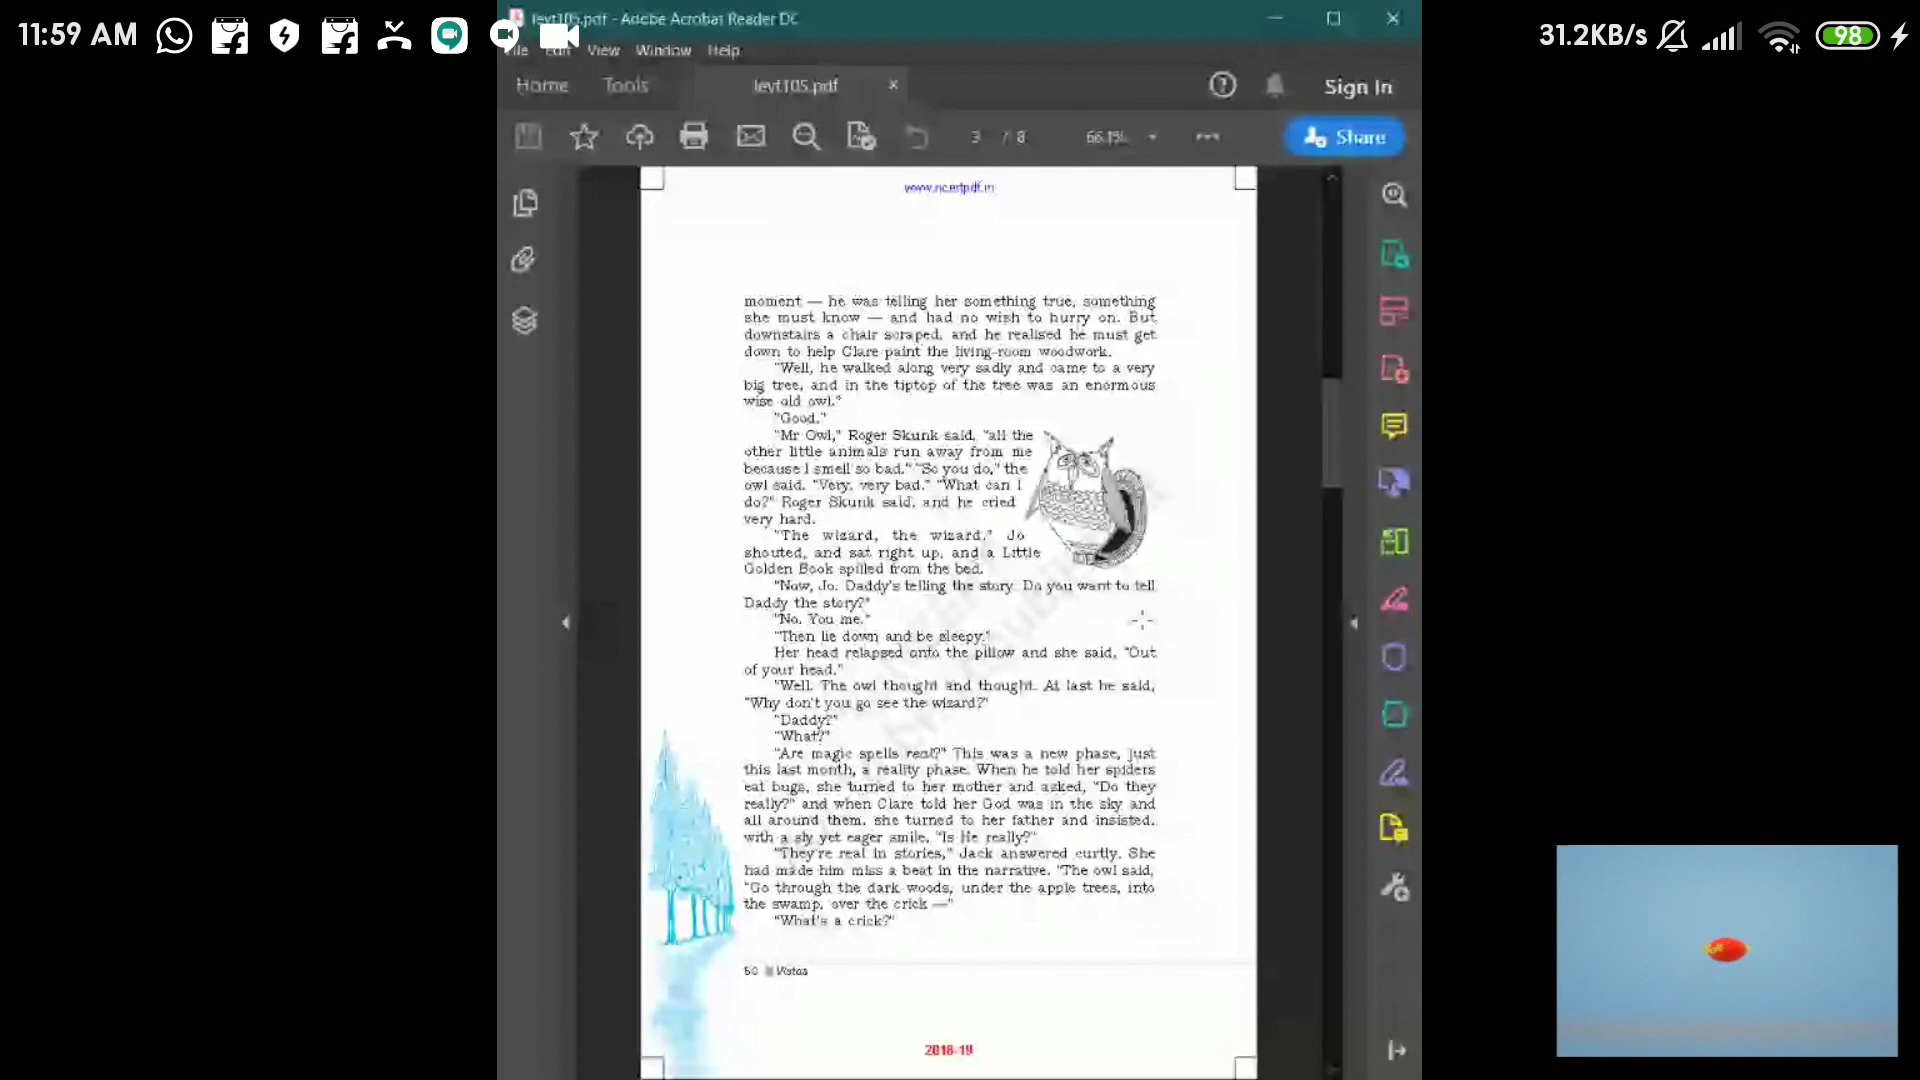 11:59 AM
31.2KB/s
98
levt105.pdf - Adobe Acrobat Reader DC
File Edit View Window Help
Home Tools levt105.pdf × Sign In
3 / 8 66.1% Share
www.ncertpdf.in
moment — he was telling her something true, something
she must know — and had no wish to hurry on. But
downstairs a chair scraped, and he realised he must get
down to help Clare paint the living-room woodwork.
"Well, he walked along very sadly and came to a very
big tree, and in the tiptop of the tree was an enormous
wise old owl."
"Good."
"Mr Owl," Roger Skunk said, "all the
other little animals run away from me
because I smell so bad." "So you do," the
owl said. "Very, very bad." "What can I
do?" Roger Skunk said, and he cried
very hard.
"The wizard, the wizard," Jo
shouted, and sat right up, and a Little
Golden Book spilled from the bed.
"Now, Jo. Daddy's telling the story. Do you want to tell
Daddy the story?"
"No. You me."
"Then lie down and be sleepy."
Her head relapsed onto the pillow and she said, "Out
of your head."
"Well. The owl thought and thought. At last he said,
"Why don't you go see the wizard?"
"Daddy?"
"What?"
"Are magic spells real?" This was a new phase, just
this last month, a reality phase. When he told her spiders
eat bugs, she turned to her mother and asked, "Do they
really?" and when Clare told her God was in the sky and
all around them, she turned to her father and insisted,
with a sly yet eager smile, "Is He really?"
"They're real in stories," Jack answered curtly. She
had made him miss a beat in the narrative. "The owl said,
"Go through the dark woods, under the apple trees, into
the swamp, over the crick —"
"What's a crick?"
50 Vistas
2018-19